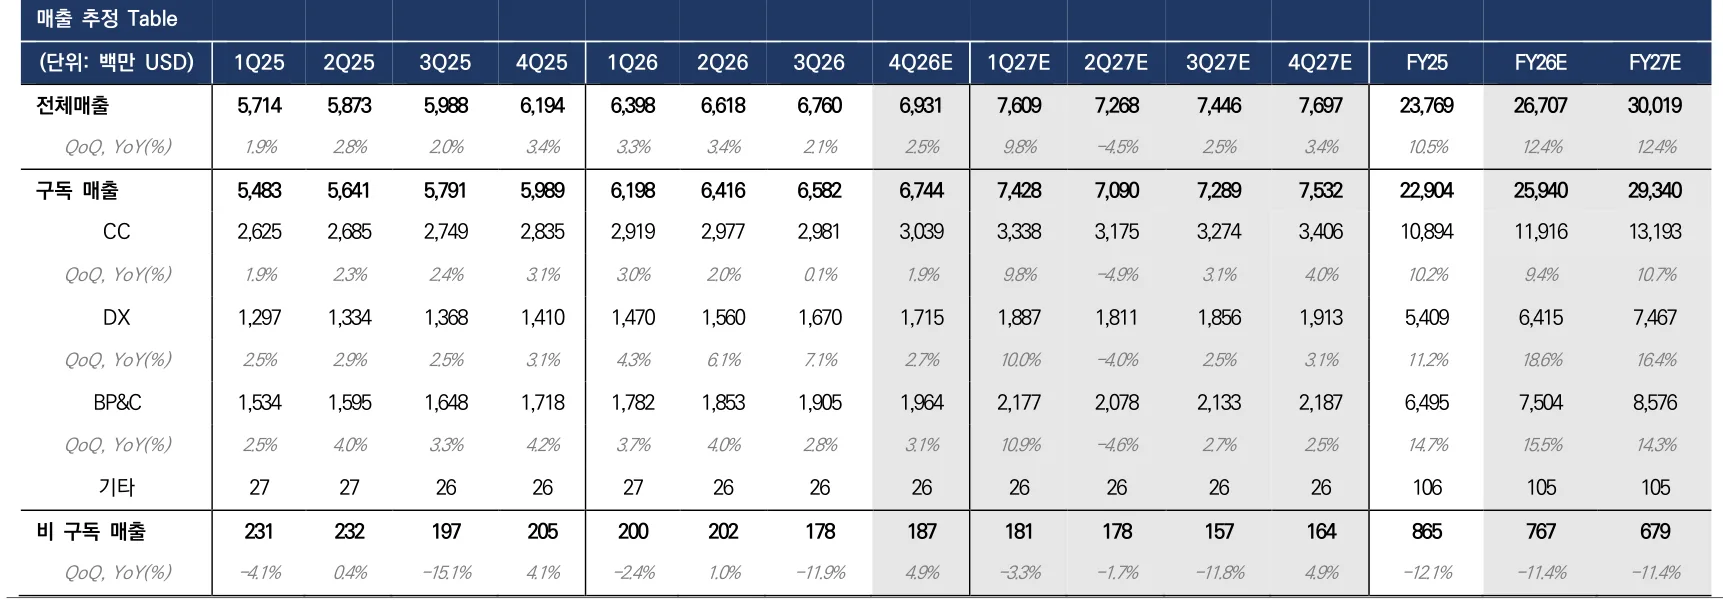 매출 추정 Table
(단위: 백만 USD) 1Q25 2Q25 3Q25 4Q25 1Q26 2Q26 3Q26 4Q26E 1Q27E 2Q27E 3Q27E 4Q27E FY25 FY26E FY27E
전체매출 5,714 5,873 5,988 6,194 6,398 6,618 6,760 6,931 7,609 7,268 7,446 7,697 23,769 26,707 30,019
QoQ, YoY(%) 1.9% 2.8% 2.0% 3.4% 3.3% 3.4% 2.1% 2.5% 9.8% -4.5% 2.5% 3.4% 10.5% 12.4% 12.4%
구독 매출 5,483 5,641 5,791 5,989 6,198 6,416 6,582 6,744 7,428 7,090 7,289 7,532 22,904 25,940 29,340
CC 2,625 2,685 2,749 2,835 2,919 2,977 2,981 3,039 3,338 3,175 3,274 3,406 10,894 11,916 13,193
QoQ, YoY(%) 1.9% 2.3% 2.4% 3.1% 3.0% 2.0% 0.1% 1.9% 9.8% -4.9% 3.1% 4.0% 10.2% 9.4% 10.7%
DX 1,297 1,334 1,368 1,410 1,470 1,560 1,670 1,715 1,887 1,811 1,856 1,913 5,409 6,415 7,467
QoQ, YoY(%) 2.5% 2.9% 2.5% 3.1% 4.3% 6.1% 7.1% 2.7% 10.0% -4.0% 2.5% 3.1% 11.2% 18.6% 16.4%
BP&C 1,534 1,595 1,648 1,718 1,782 1,853 1,905 1,964 2,177 2,078 2,133 2,187 6,495 7,504 8,576
QoQ, YoY(%) 2.5% 4.0% 3.3% 4.2% 3.7% 4.0% 2.8% 3.1% 10.9% -4.6% 2.7% 2.5% 14.7% 15.5% 14.3%
기타 27 27 26 26 27 26 26 26 26 26 26 26 106 105 105
비 구독 매출 231 232 197 205 200 202 178 187 181 178 157 164 865 767 679
QoQ, YoY(%) -4.1% 0.4% -15.1% 4.1% -2.4% 1.0% -11.9% 4.9% -3.3% -1.7% -11.8% 4.9% -12.1% -11.4% -11.4%